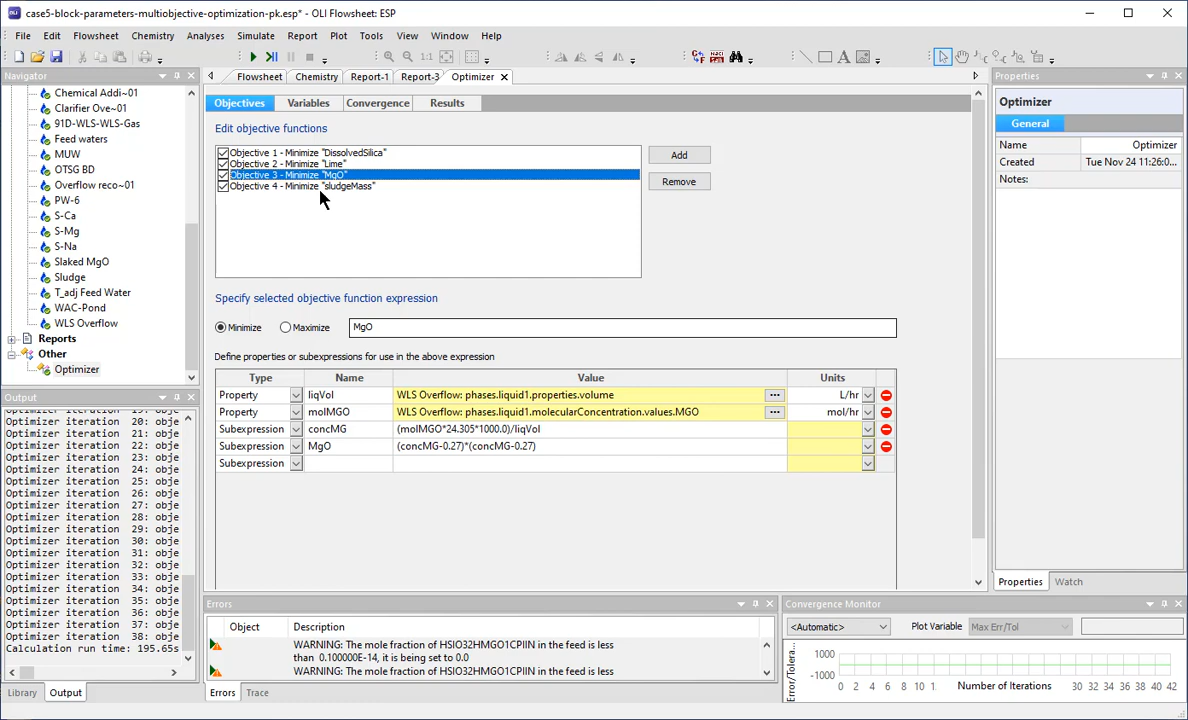 case5-block-parameters-multiobjective-optimization-pk.esp* - OLI Flowsheet: ESP
File Edit Flowsheet Chemistry Analyses Simulate Report Plot Tools View Window Help
Navigator
Chemical Addi~01
Clarifier Ove~01
91D-WLS-WLS-Gas
Feed waters
MUW
OTSG BD
Overflow reco~01
PW-6
S-Ca
S-Mg
S-Na
Slaked MgO
Sludge
T_adj Feed Water
WAC-Pond
WLS Overflow
Reports
Other
Optimizer
Output
Optimizer iteration 20: obje
Optimizer iteration 21: obje
Optimizer iteration 22: obje
Optimizer iteration 23: obje
Optimizer iteration 24: obje
Optimizer iteration 25: obje
Optimizer iteration 26: obje
Optimizer iteration 27: obje
Optimizer iteration 28: obje
Optimizer iteration 29: obje
Optimizer iteration 30: obje
Optimizer iteration 31: obje
Optimizer iteration 32: obje
Optimizer iteration 33: obje
Optimizer iteration 34: obje
Optimizer iteration 35: obje
Optimizer iteration 36: obje
Optimizer iteration 37: obje
Optimizer iteration 38: obje
Calculation run time: 195.65s
Library Output
Flowsheet Chemistry Report-1 Report-3 Optimizer
Objectives Variables Convergence Results
Edit objective functions
Objective 1 - Minimize "DissolvedSilica"
Objective 2 - Minimize "Lime"
Objective 3 - Minimize "MgO"
Objective 4 - Minimize "sludgeMass"
Add
Remove
Specify selected objective function expression
Minimize Maximize MgO
Define properties or subexpressions for use in the above expression
Type Name Value Units
Property liqVol WLS Overflow: phases.liquid1.properties.volume L/hr
Property molMGO WLS Overflow: phases.liquid1.molecularConcentration.values.MGO mol/hr
Subexpression concMG (molMGO*24.305*1000.0)/liqVol
Subexpression MgO (concMG-0.27)*(concMG-0.27)
Subexpression
Errors
Object Description
WARNING: The mole fraction of HSIO32HMGO1CPIIN in the feed is less
than 0.100000E-14, it is being set to 0.0
WARNING: The mole fraction of HSIO32HMGO1CPIIN in the feed is less
Errors Trace
Properties
Optimizer
General
Name Optimizer
Created Tue Nov 24 11:26:0...
Notes:
Properties Watch
Convergence Monitor
<Automatic> Plot Variable Max Err/Tol
Error/Tolera...
1000
-1000
0 2 4 6 8 10 1. Number of Iterations 30 32 34 36 38 40 42